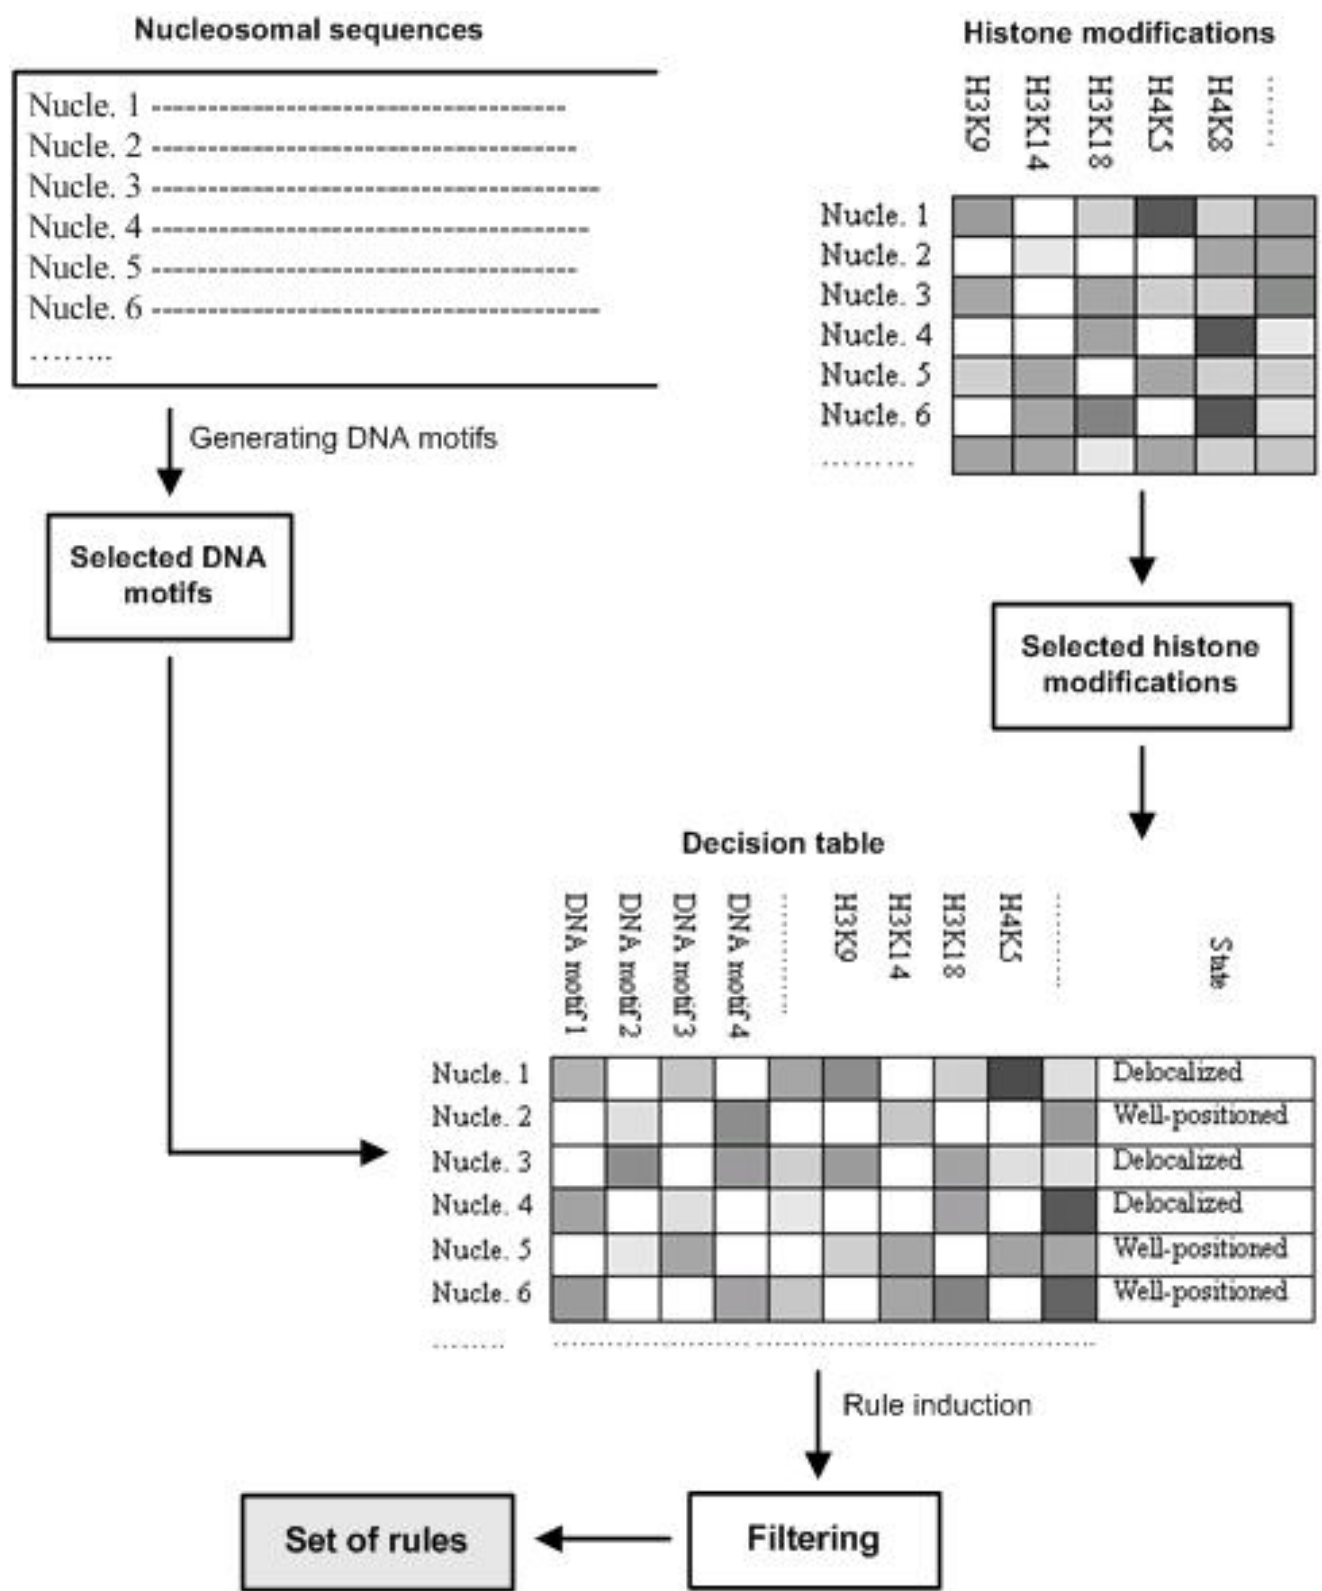 Nucleosomal sequences
Nucle. 1 ------------------------------------
Nucle. 2 -------------------------------------
Nucle. 3 ---------------------------------------
Nucle. 4 --------------------------------------
Nucle. 5 -------------------------------------
Nucle. 6 ---------------------------------------
........
Generating DNA motifs
Selected DNA
motifs
Histone modifications
H3K9
H3K14
H3K18
H4K5
H4K8
........
Nucle. 1
Nucle. 2
Nucle. 3
Nucle. 4
Nucle. 5
Nucle. 6
.........
Selected histone
modifications
Decision table
DNA motif 1
DNA motif 2
DNA motif 3
DNA motif 4
............
H3K9
H3K14
H3K18
H4K5
............
State
Nucle. 1 Delocalized
Nucle. 2 Well-positioned
Nucle. 3 Delocalized
Nucle. 4 Delocalized
Nucle. 5 Well-positioned
Nucle. 6 Well-positioned
........ ............................................................
Rule induction
Filtering
Set of rules